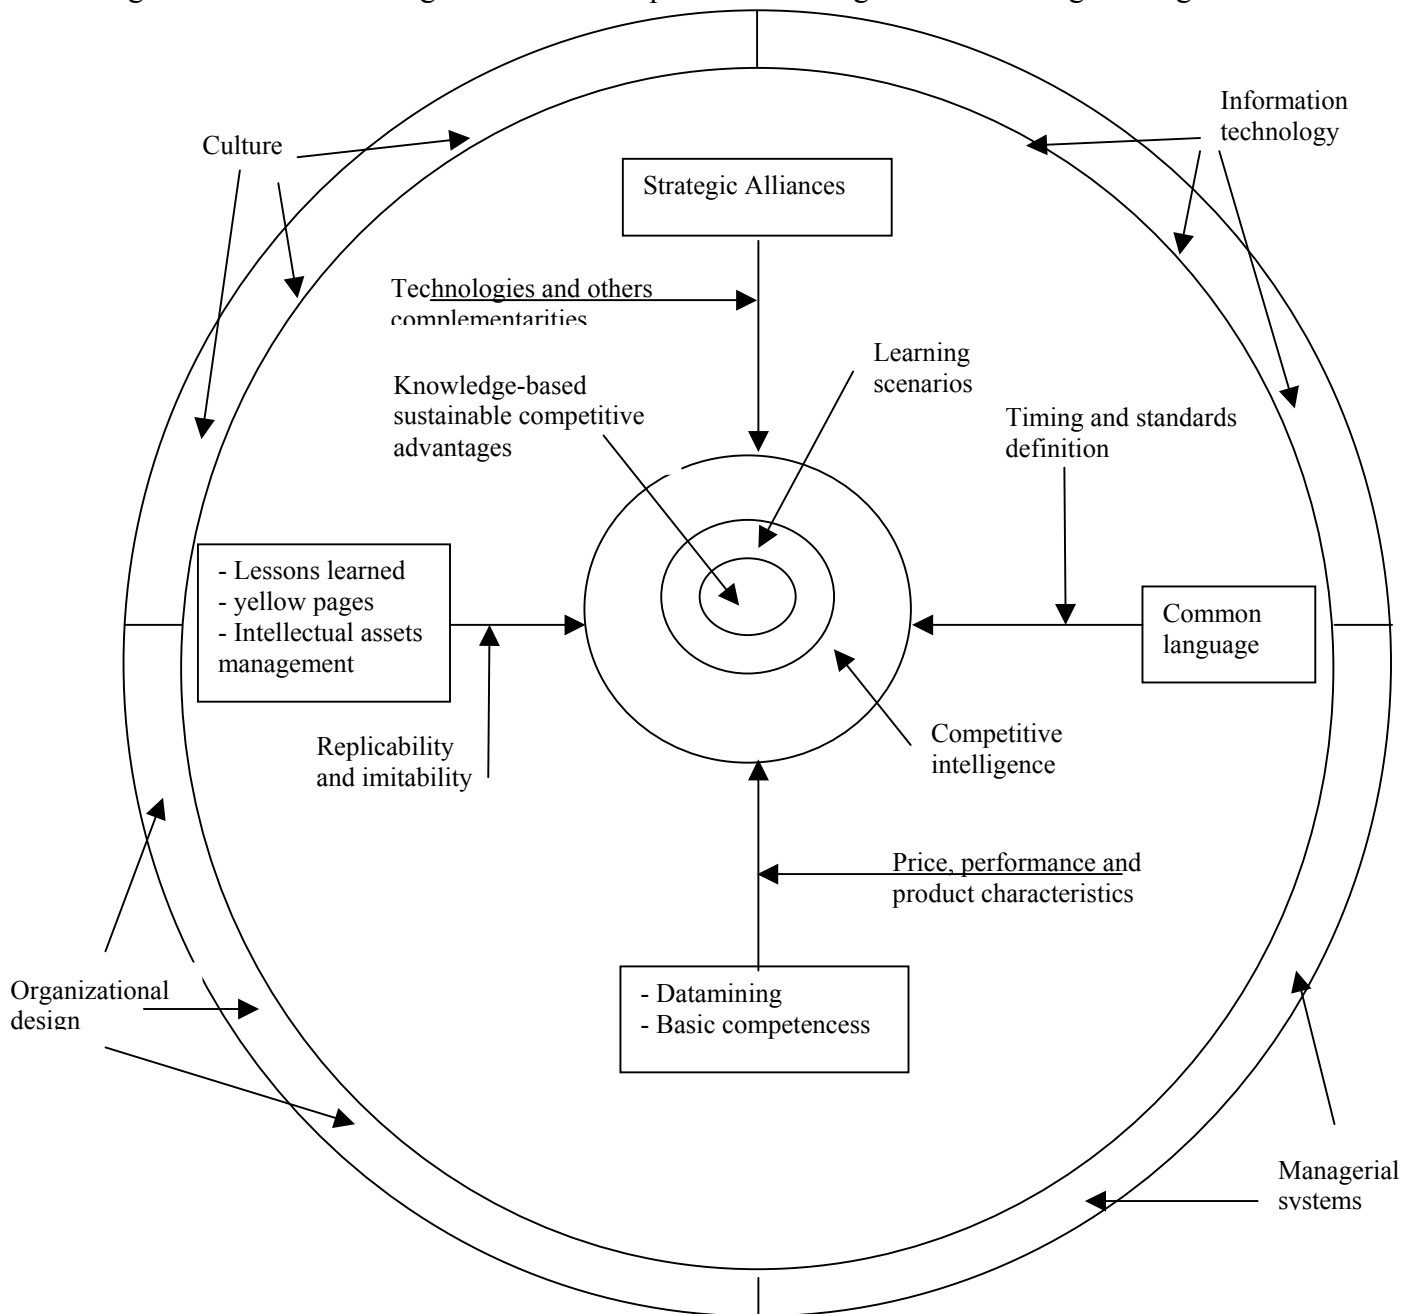 Culture
Information
technology
Strategic Alliances
Technologies and others
complementarities
Learning
scenarios
Knowledge-based
sustainable competitive
advantages
Timing and standards
definition
- Lessons learned
- yellow pages
- Intellectual assets
management
Common
language
Replicability
and imitability
Competitive
intelligence
Price, performance and
product characteristics
Organizational
design
- Datamining
- Basic competencess
Managerial
systems